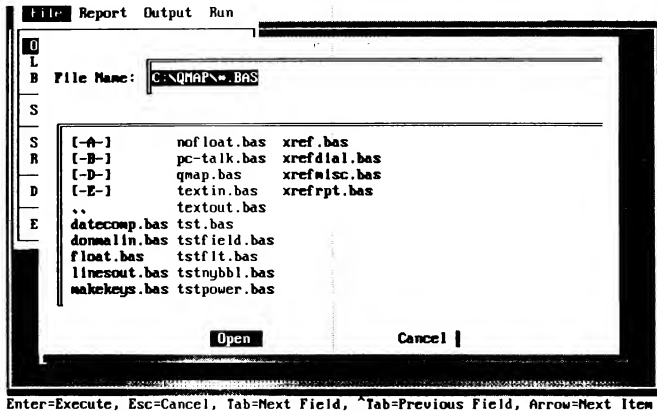 File Report Output Run
O
L
B File Name: C:\QMAP\*.BAS
S
S [-A-] nofloat.bas xref.bas
R [-B-] pc-talk.bas xrefdial.bas
[-D-] qmap.bas xrefmisc.bas
D [-E-] textin.bas xrefrpt.bas
.. textout.bas
E datecomp.bas tst.bas
donmalin.bas tstfield.bas
float.bas tstflt.bas
linesout.bas tstnybbl.bas
makekeys.bas tstpower.bas
Open Cancel
Enter=Execute, Esc=Cancel, Tab=Next Field, ^Tab=Previous Field, Arrow=Next Item